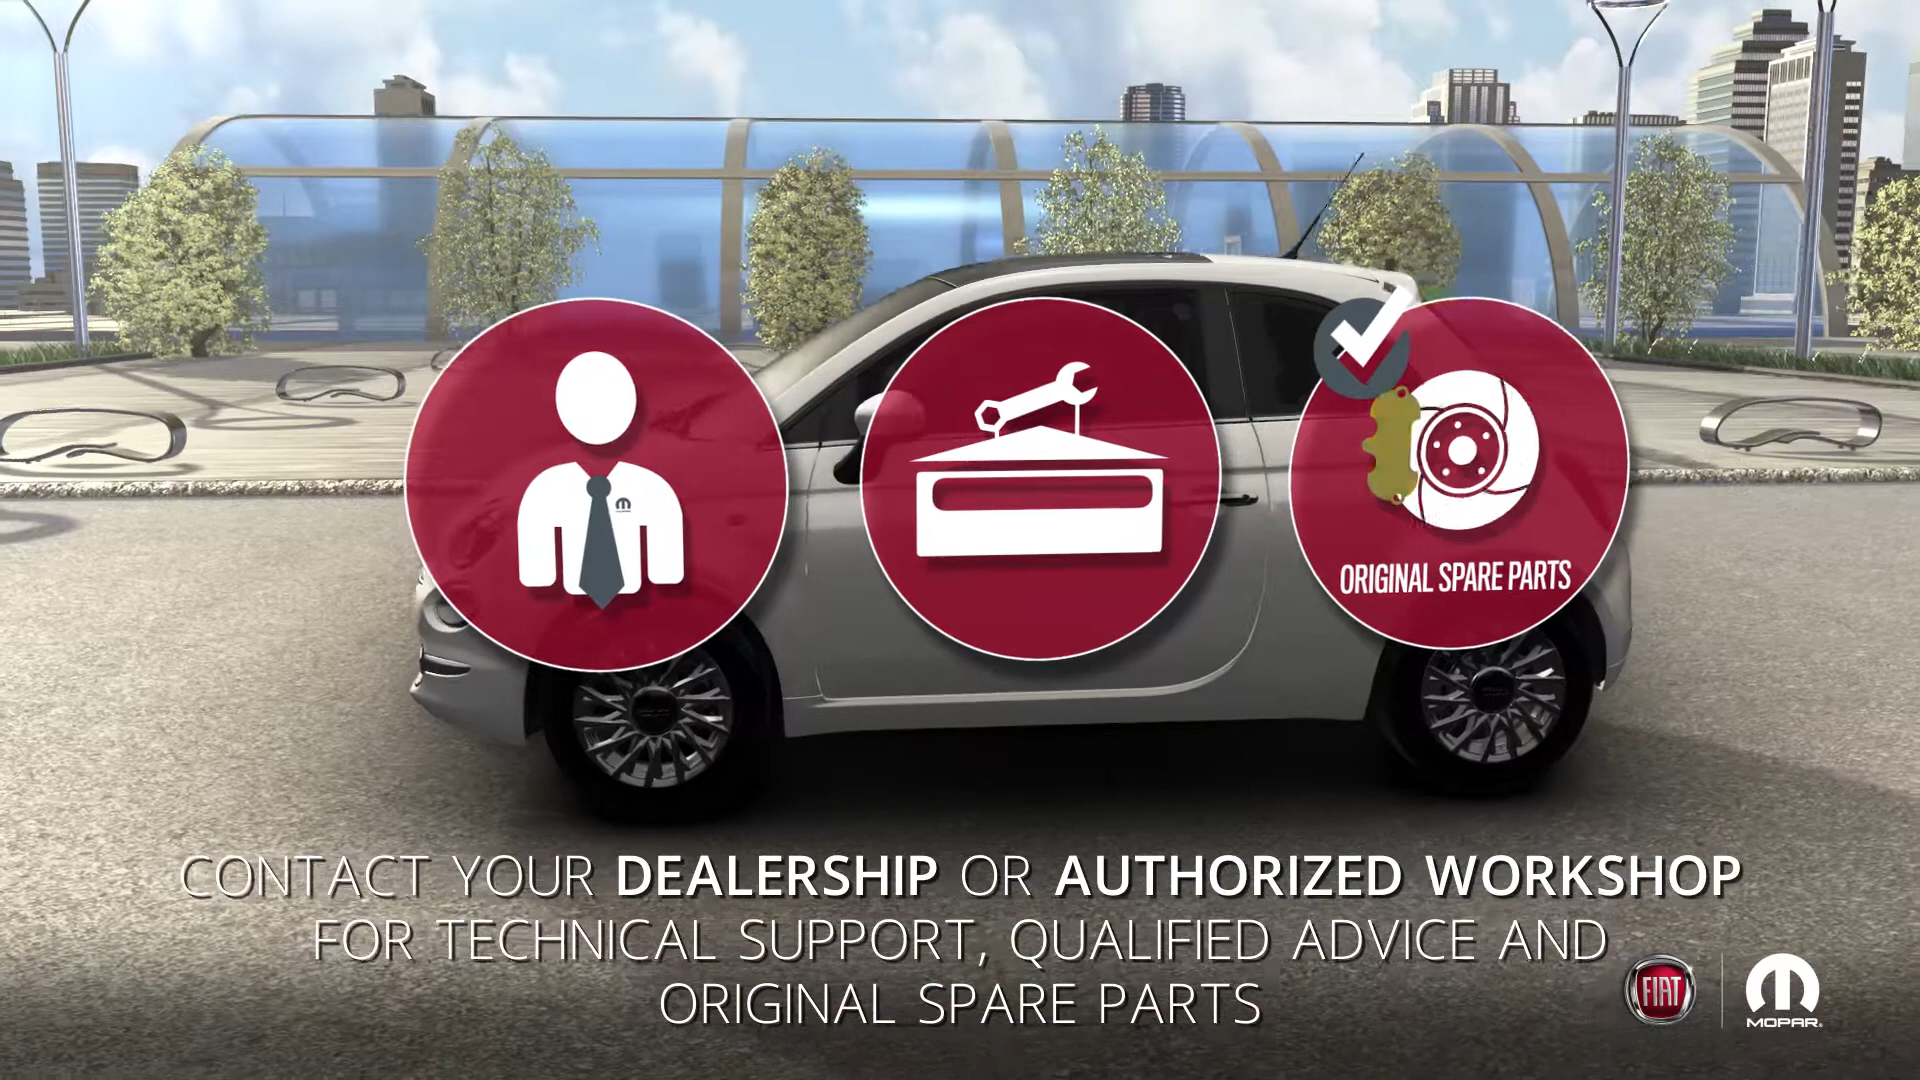 MOPAR
ORIGINAL SPARE PARTS
CONTACT YOUR DEALERSHIP OR AUTHORIZED WORKSHOP
FOR TECHNICAL SUPPORT, QUALIFIED ADVICE AND
ORIGINAL SPARE PARTS
FIAT
MOPAR